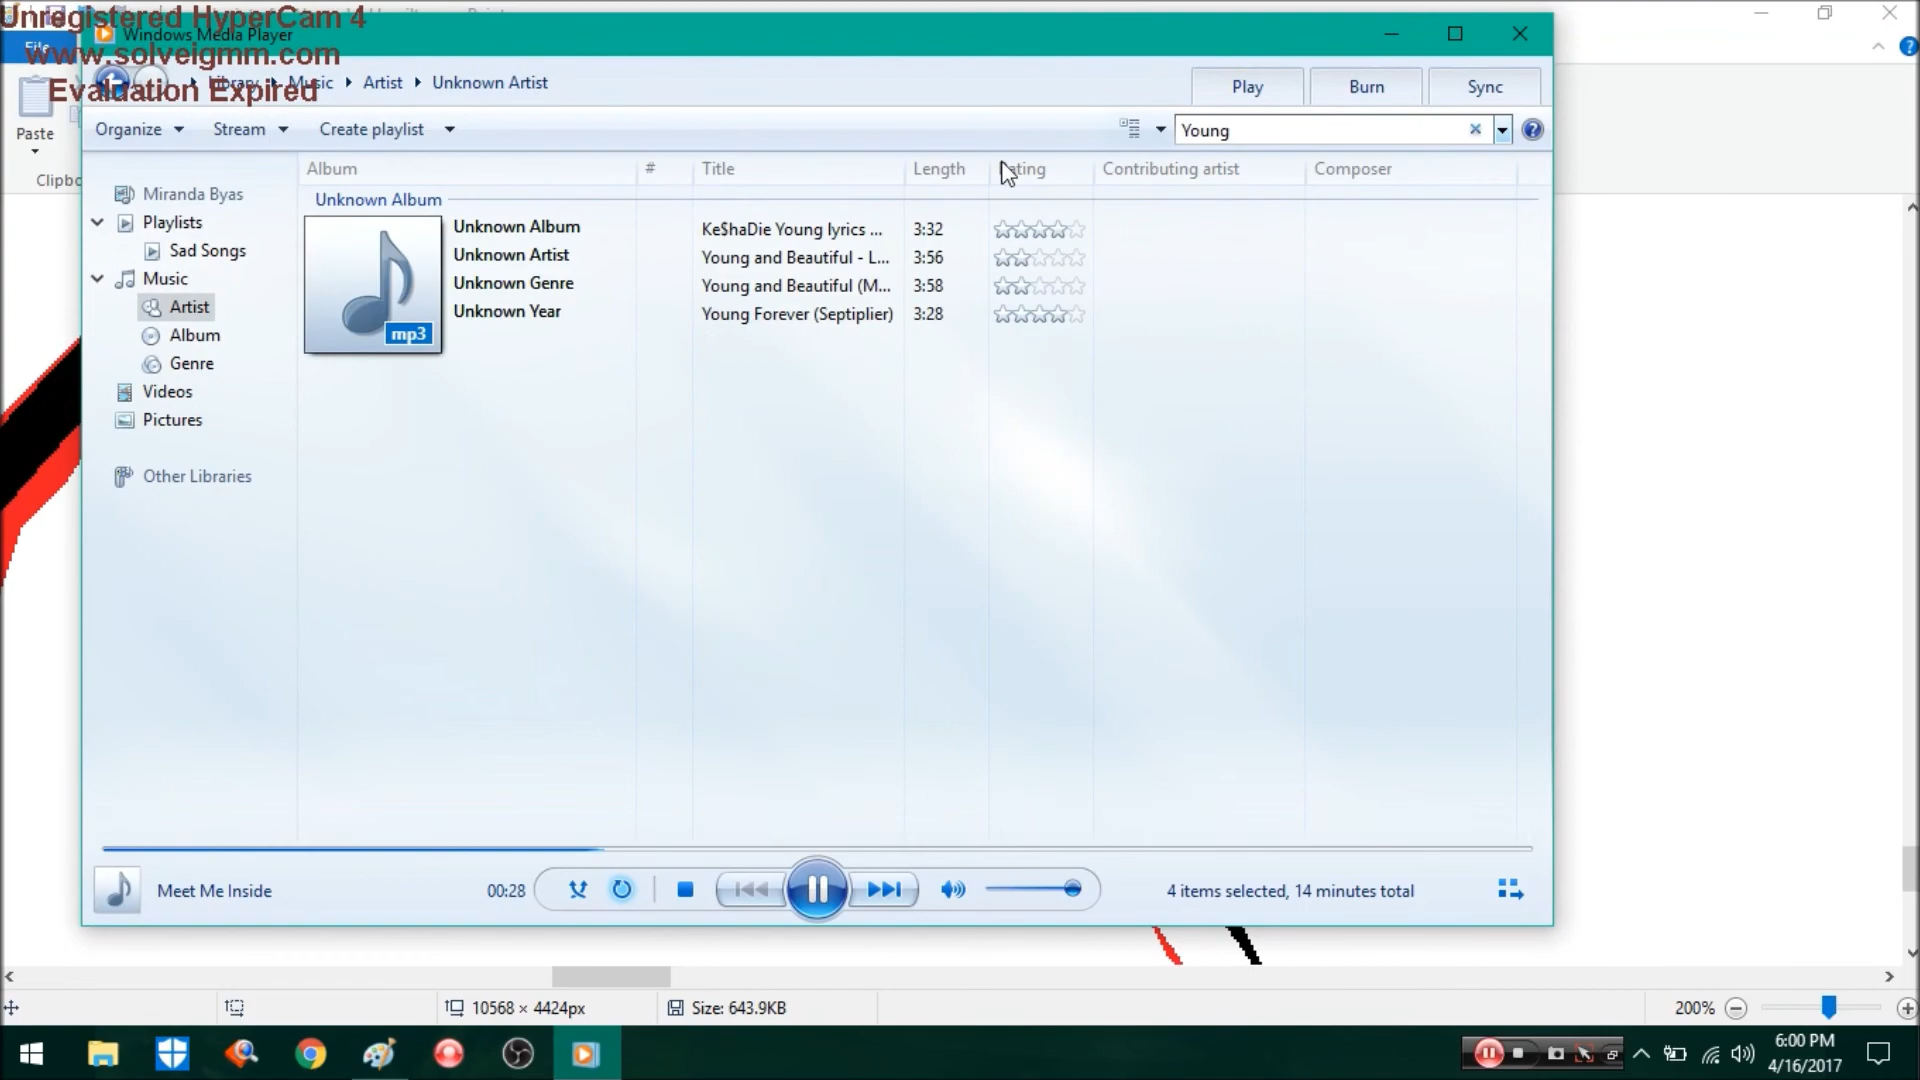 Unregistered HyperCam 4
Windows Media Player
File
www.solveigmm.com
Library Music Artist Unknown Artist
Evaluation Expired
Play
Burn
Sync
Paste
Organize
Stream
Create playlist
Young
Clipbo
Album
#
Title
Length
Rating
Contributing artist
Composer
Miranda Byas
Playlists
Sad Songs
Music
Artist
Album
Genre
Videos
Pictures
Other Libraries
Unknown Album
Unknown Album
Unknown Artist
Unknown Genre
Unknown Year
mp3
Ke$haDie Young lyrics ... 3:32
Young and Beautiful - L... 3:56
Young and Beautiful (M... 3:58
Young Forever (Septiplier) 3:28
Meet Me Inside
00:28
4 items selected, 14 minutes total
10568 × 4424px
Size: 643.9KB
200%
6:00 PM
4/16/2017